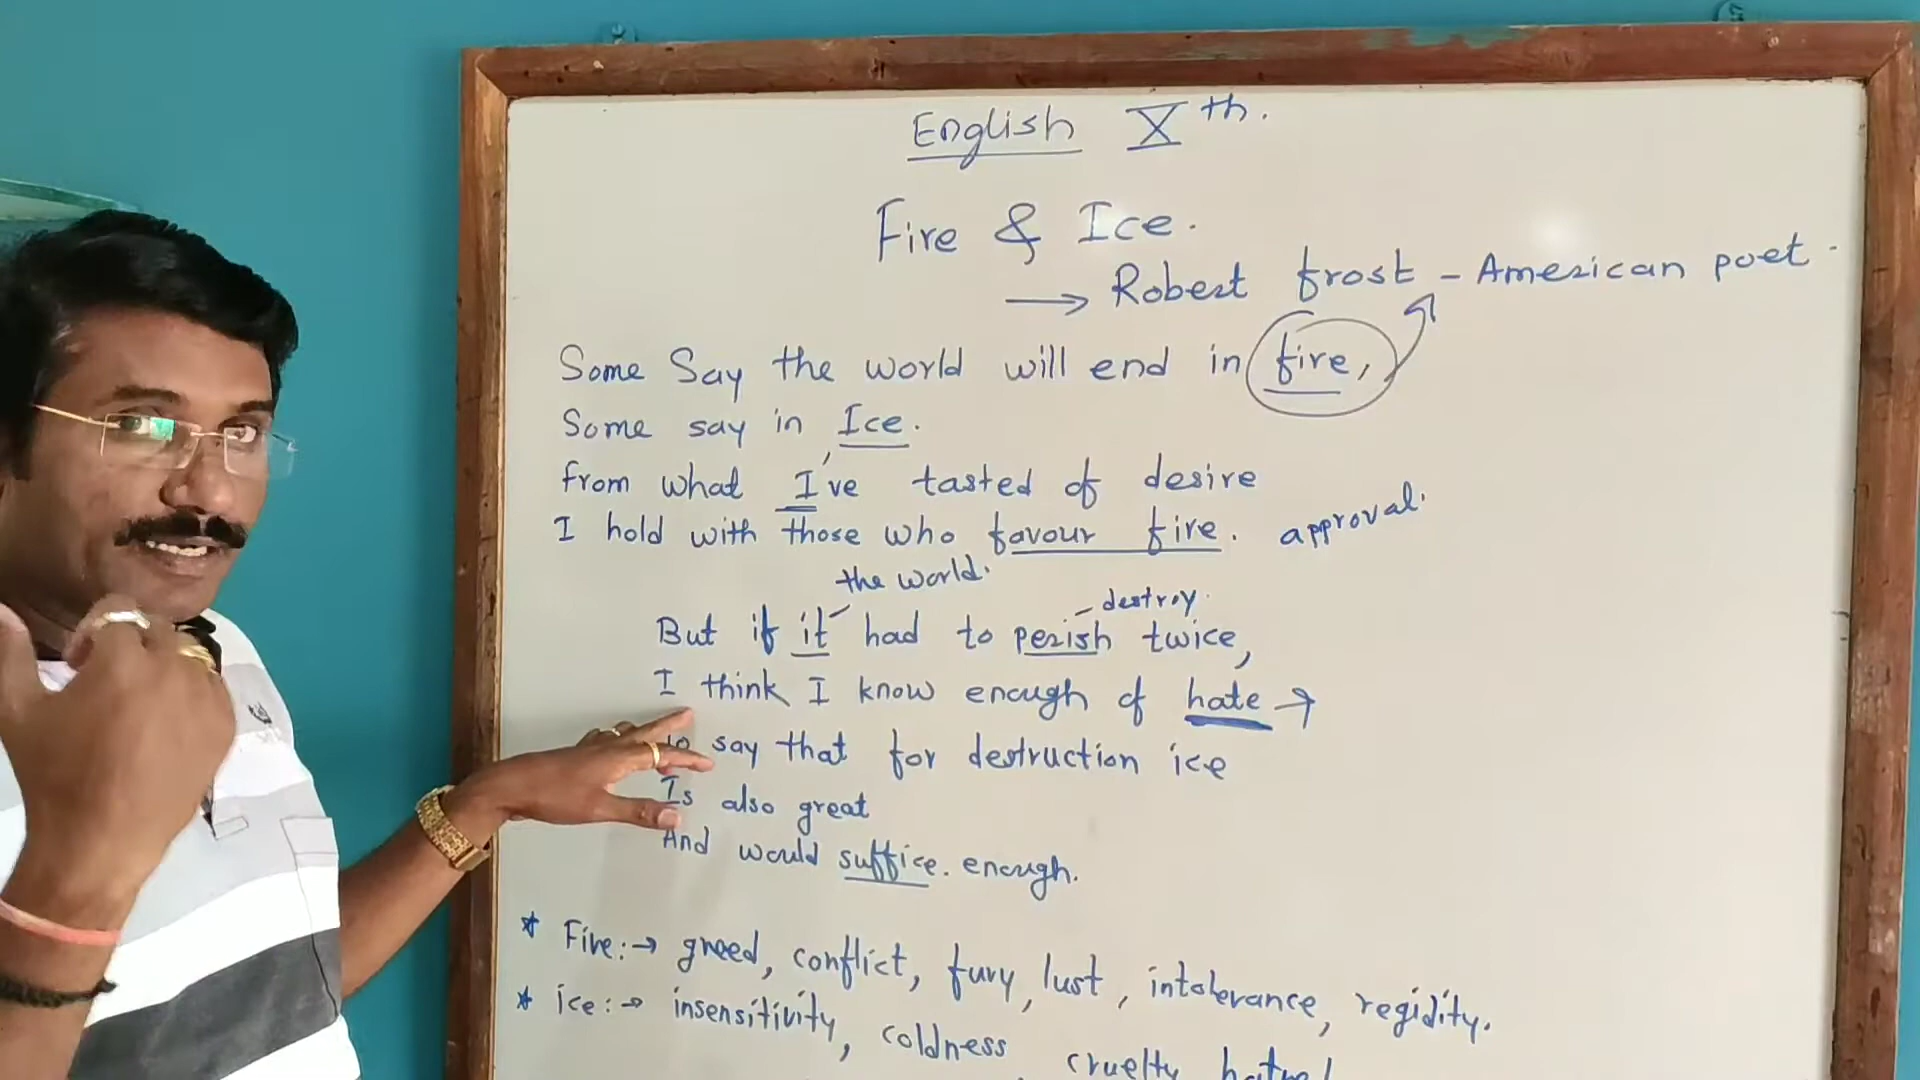 English Xth.
Fire & Ice.
→ Robert frost - American poet.
Some Say the world will end in fire,
Some say in Ice.
from what I've tasted of desire
I hold with those who favour fire. approval.
the world.
destroy.
But if it had to perish twice,
I think I know enough of hate →
To say that for destruction ice
Is also great
And would suffice. enough.
* Fire:→ greed, conflict, fury, lust, intolerance, regidity.
* ice:→ insensitivity, coldness cruelty